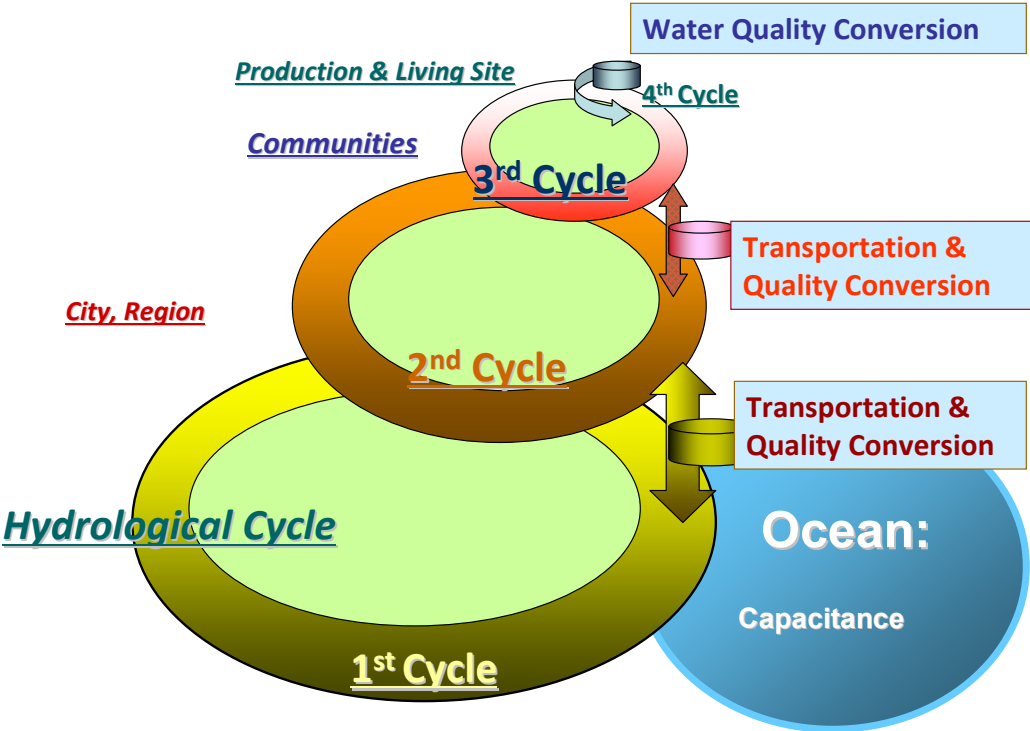 Water Quality Conversion
Production & Living Site
4th Cycle
Communities
3rd Cycle
Transportation &
Quality Conversion
City, Region
2nd Cycle
Transportation &
Quality Conversion
Hydrological Cycle
Ocean:
Capacitance
1st Cycle